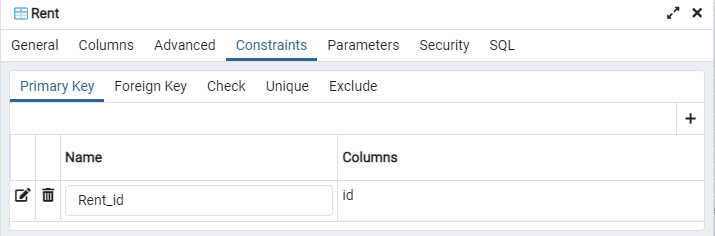 Rent
General Columns Advanced Constraints Parameters Security SQL
Primary Key Foreign Key Check Unique Exclude
Name Columns
Rent_id id